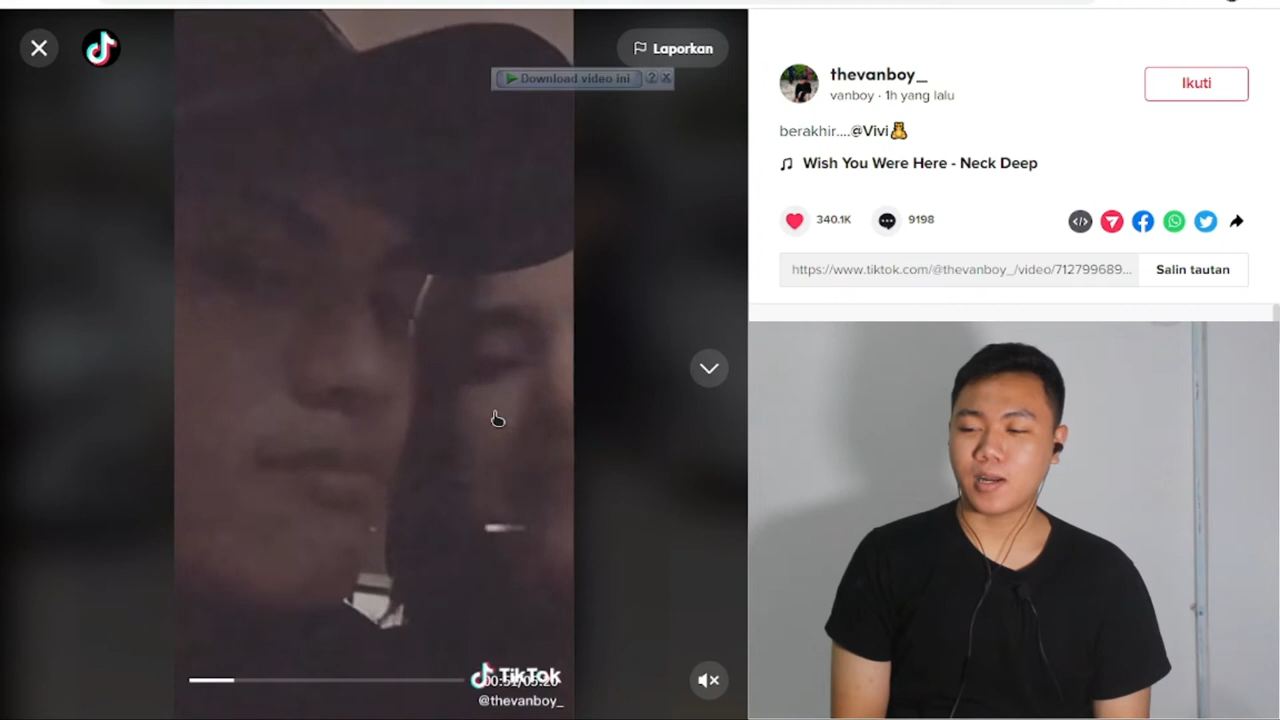 Laporkan
Download video ini ? X
TikTok
@thevanboy_
thevanboy_
vanboy · 1h yang lalu
Ikuti
berakhir....@Vivi🧸
Wish You Were Here - Neck Deep
340.1K
9198
https://www.tiktok.com/@thevanboy_/video/712799689...
Salin tautan